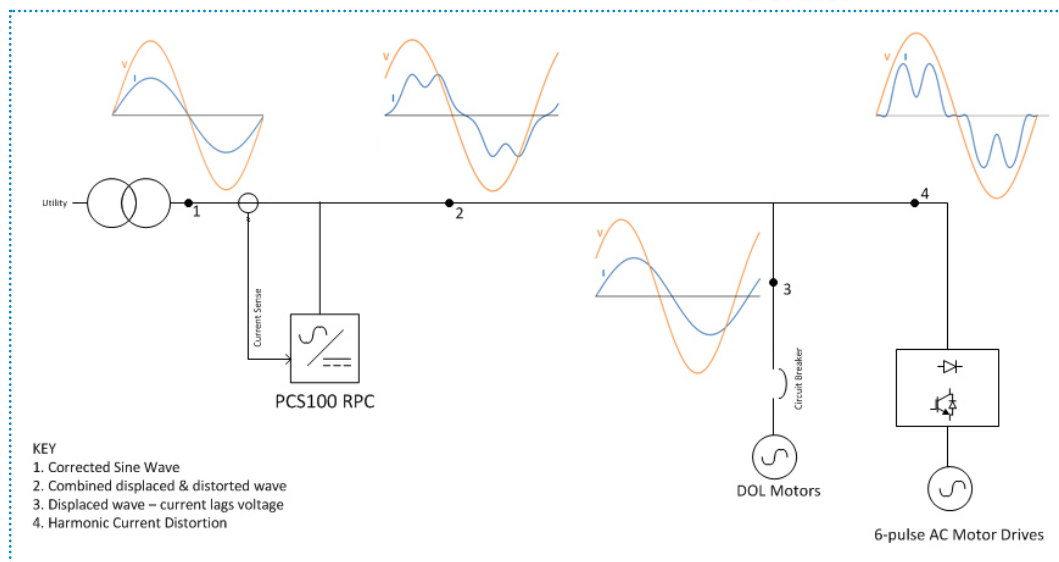 V
I
V
I
V
I
Utility
1
2
4
V
I
3
Current Sense
Circuit Breaker
PCS100 RPC
DOL Motors
6-pulse AC Motor Drives
KEY
1. Corrected Sine Wave
2. Combined displaced & distorted wave
3. Displaced wave – current lags voltage
4. Harmonic Current Distortion